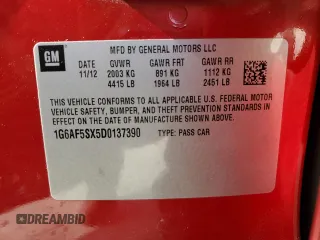 GM
MFD BY GENERAL MOTORS LLC
DATE GVWR GAWR FRT GAWR RR
11/12 2003 KG 891 KG 1112 KG
4415 LB 1964 LB 2451 LB
THIS VEHICLE CONFORMS TO ALL APPLICABLE U.S. FEDERAL MOTOR
VEHICLE SAFETY, BUMPER, AND THEFT PREVENTION STANDARDS
IN EFFECT ON THE DATE OF MANUFACTURE SHOWN ABOVE.
1G6AF5SX5D0137390 TYPE: PASS CAR
DREAMBID